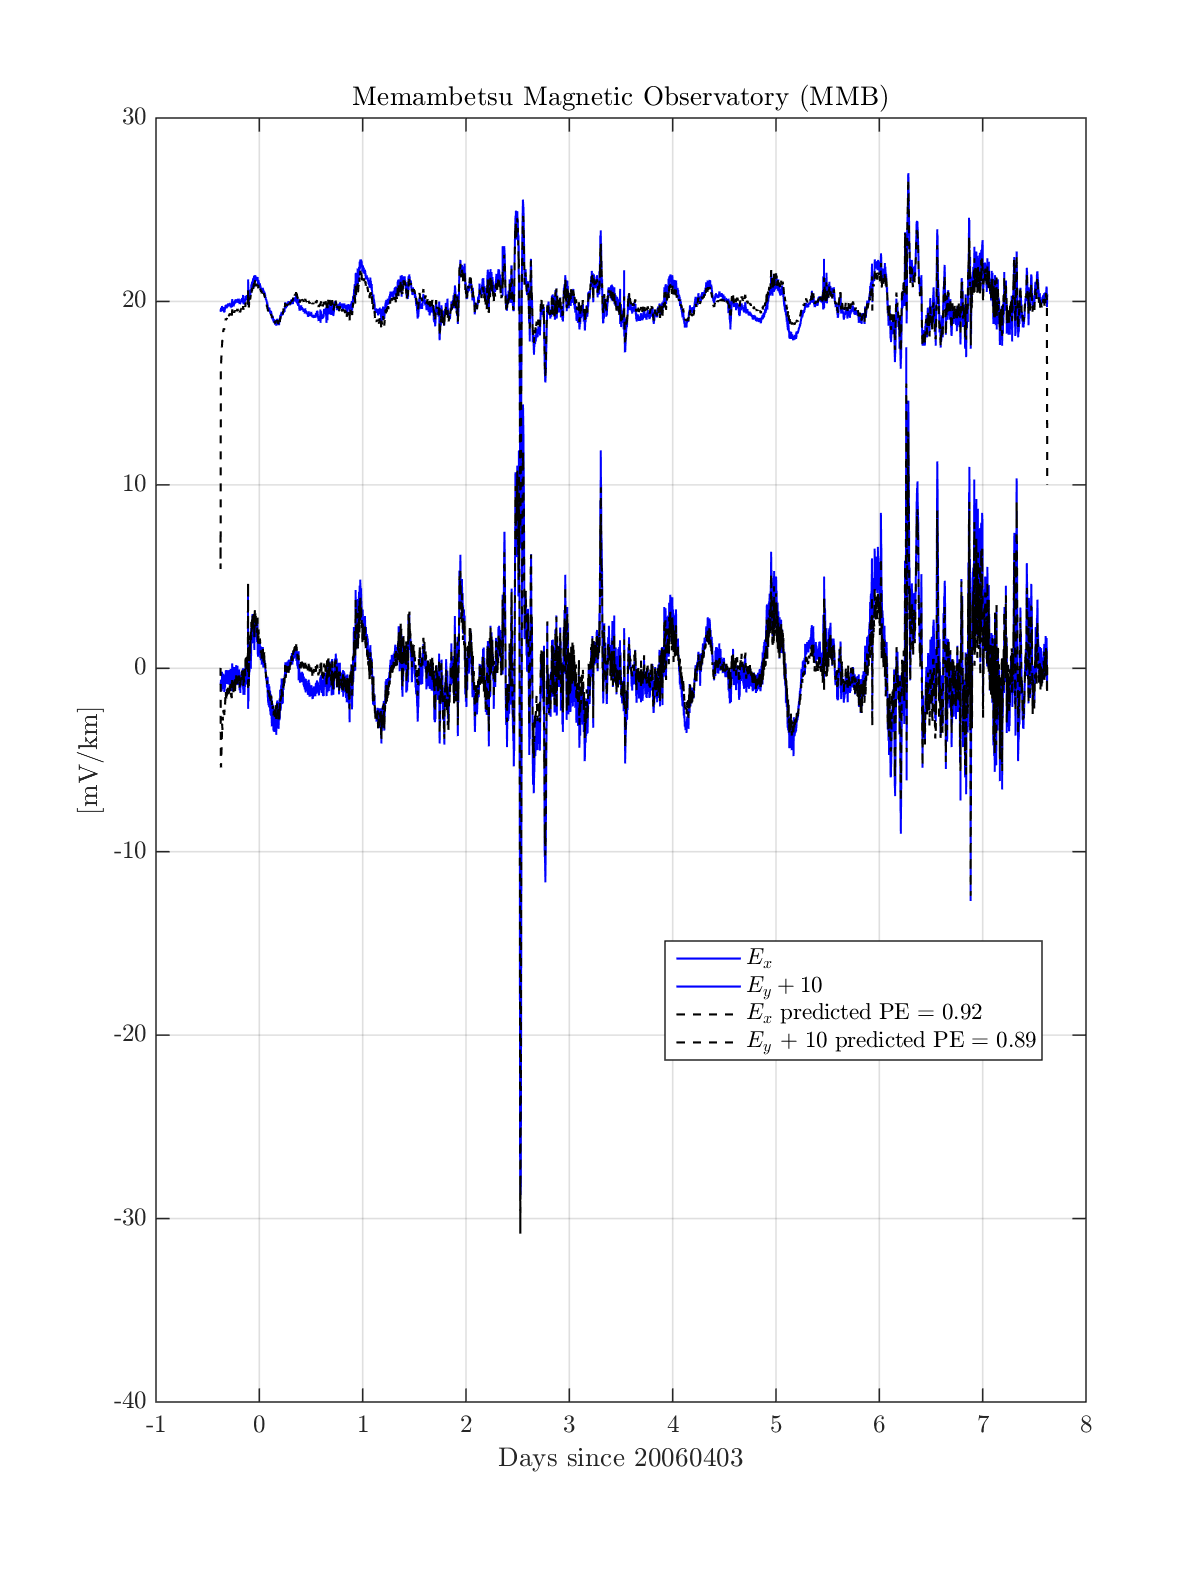 Memambetsu Magnetic Observatory (MMB)
30
20
10
0
-10
-20
-30
-40
[mV/km]
E_x
E_y + 10
E_x predicted PE = 0.92
E_y + 10 predicted PE = 0.89
-1 0 1 2 3 4 5 6 7 8
Days since 20060403